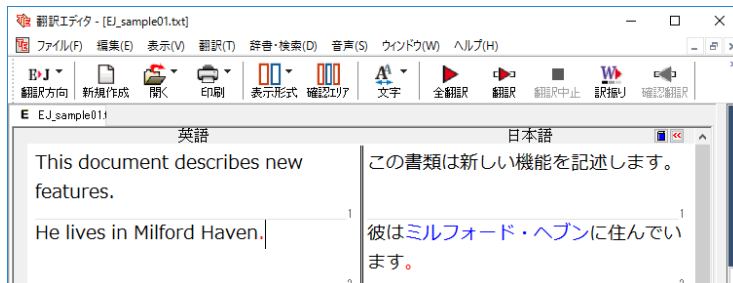 翻訳エディタ - [EJ_sample01.txt]
ファイル(F) 編集(E) 表示(V) 翻訳(T) 辞書・検索(D) 音声(S) ウィンドウ(W) ヘルプ(H)
E▸J
翻訳方向 新規作成 開く 印刷 表示形式 確認エリア 文字 全翻訳 翻訳 翻訳中止 訳振り 確認翻訳
E EJ_sample01.t
英語 日本語
This document describes new
features.
1
この書類は新しい機能を記述します。
1
He lives in Milford Haven.
彼はミルフォード・ヘブンに住んでい
ます。